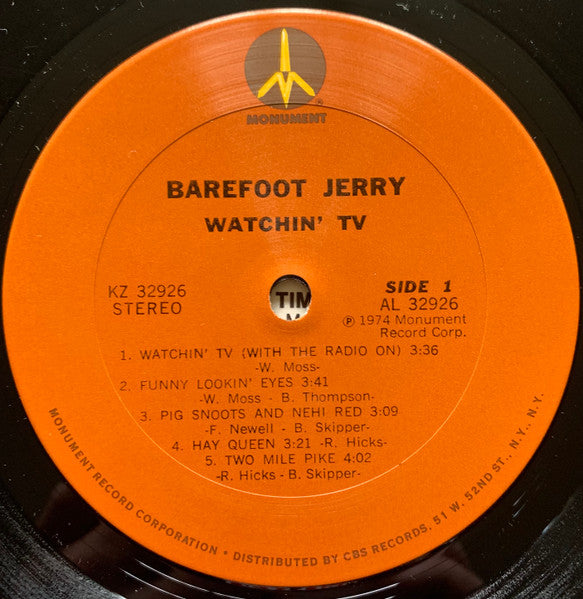 MONUMENT
®
BAREFOOT JERRY
WATCHIN' TV
KZ 32926
STEREO
TIM
SIDE 1
AL 32926
℗ 1974 Monument
Record Corp.
1. WATCHIN' TV (WITH THE RADIO ON) 3:36
-W. Moss-
2. FUNNY LOOKIN' EYES 3:41
-W. Moss - B. Thompson-
3. PIG SNOOTS AND NEHI RED 3:09
-F. Newell - B. Skipper-
4. HAY QUEEN 3:21 -R. Hicks-
5. TWO MILE PIKE 4:02
-R. Hicks - B. Skipper-
MONUMENT RECORD CORPORATION • DISTRIBUTED BY CBS RECORDS, 51 W. 52ND ST., N.Y., N.Y.